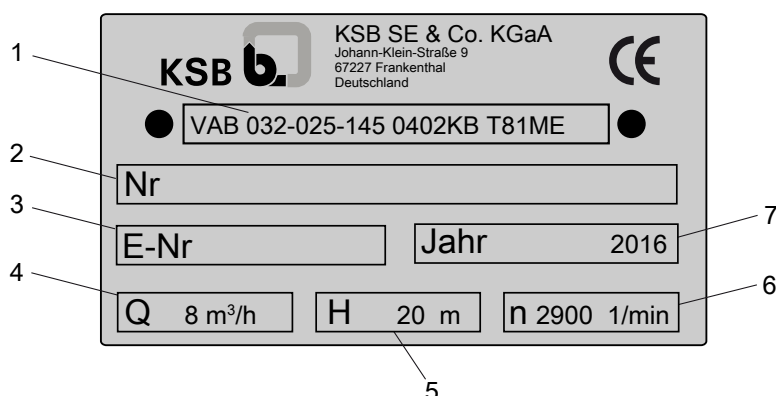 KSB b.
KSB SE & Co. KGaA
Johann-Klein-Straße 9
67227 Frankenthal
Deutschland
CE
1
VAB 032-025-145 0402KB T81ME
2
Nr
3
E-Nr
Jahr 2016
7
4
Q 8 m³/h
H 20 m
n 2900 1/min
6
5